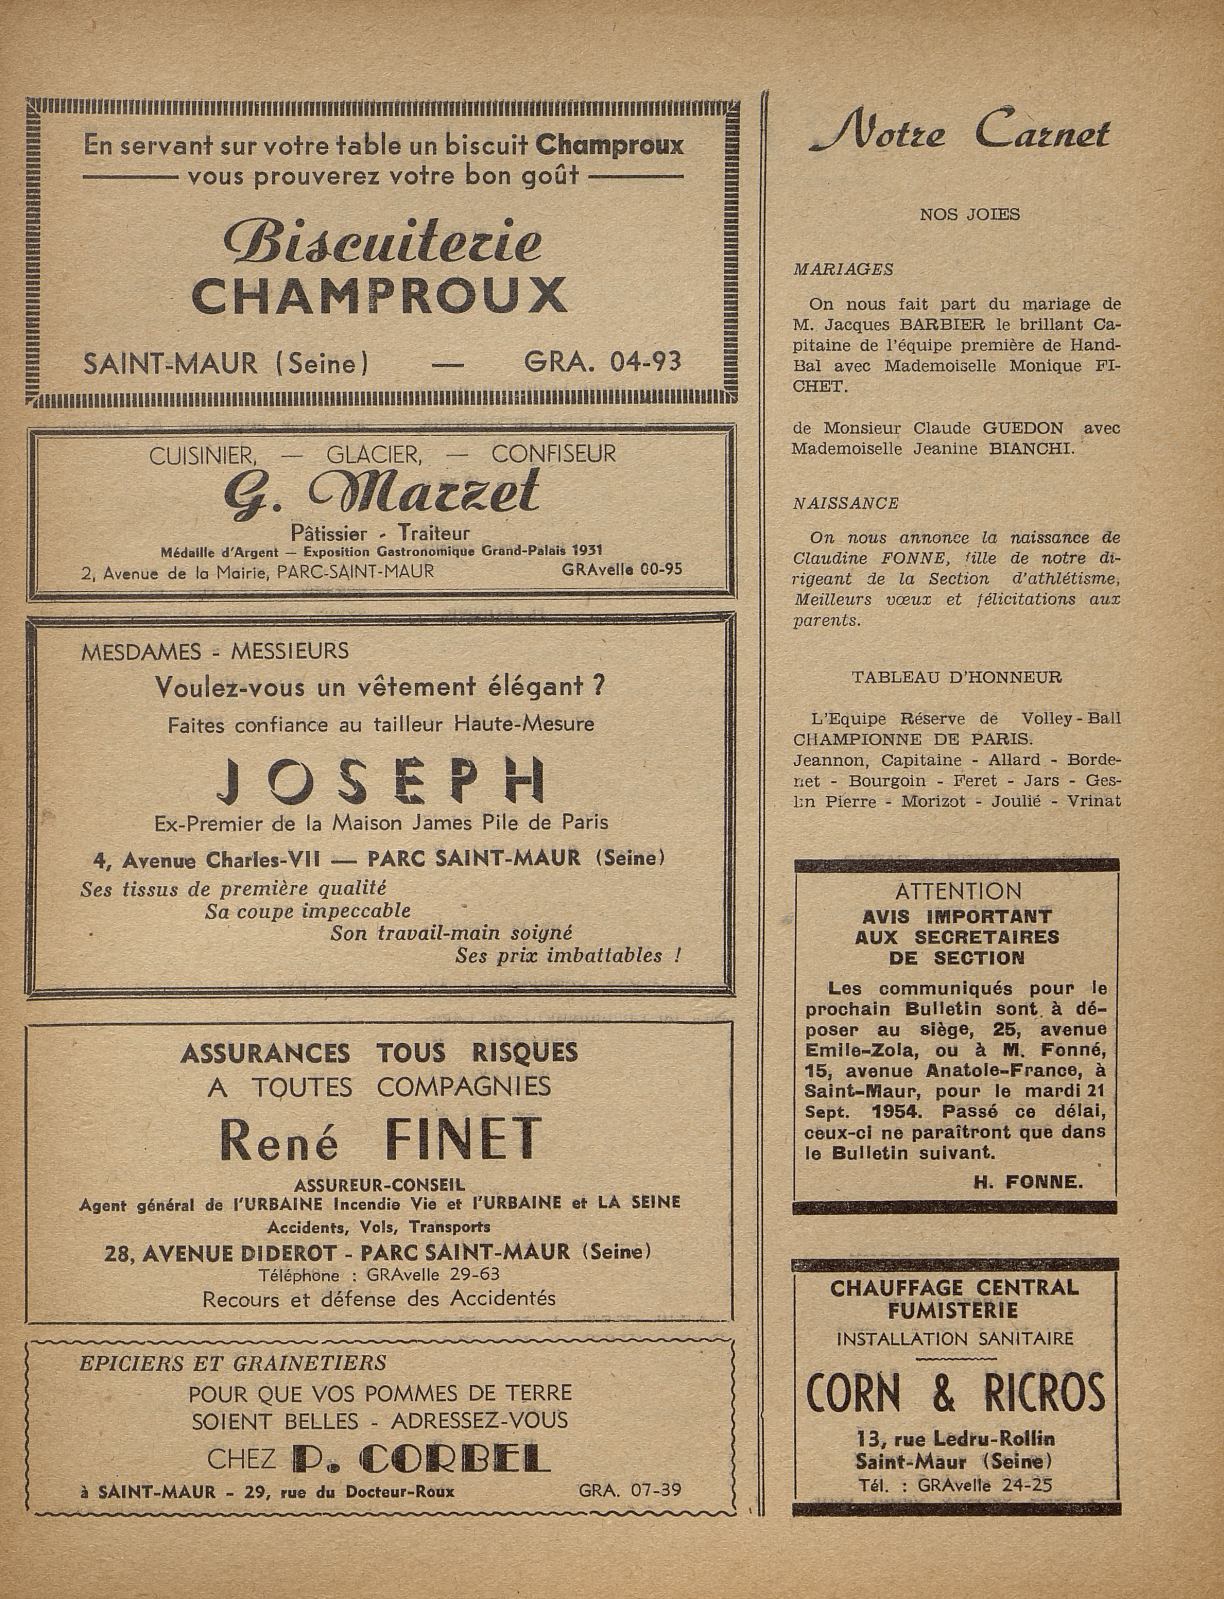 En servant sur votre table un biscuit Champroux
vous prouverez votre bon goût
Biscuiterie
CHAMPROUX
SAINT-MAUR (Seine) — GRA. 04-93
CUISINIER, — GLACIER, — CONFISEUR
G. Marzet
Pâtissier - Traiteur
Médaille d'Argent — Exposition Gastronomique Grand-Palais 1931
2, Avenue de la Mairie, PARC-SAINT-MAUR GRAvelle 00-95
MESDAMES - MESSIEURS
Voulez-vous un vêtement élégant ?
Faites confiance au tailleur Haute-Mesure
JOSEPH
Ex-Premier de la Maison James Pile de Paris
4, Avenue Charles-VII — PARC SAINT-MAUR (Seine)
Ses tissus de première qualité
Sa coupe impeccable
Son travail-main soigné
Ses prix imbattables !
ASSURANCES TOUS RISQUES
A TOUTES COMPAGNIES
René FINET
ASSUREUR-CONSEIL
Agent général de l'URBAINE Incendie Vie et l'URBAINE et LA SEINE
Accidents, Vols, Transports
28, AVENUE DIDEROT - PARC SAINT-MAUR (Seine)
Téléphone : GRAvelle 29-63
Recours et défense des Accidentés
EPICIERS ET GRAINETIERS
POUR QUE VOS POMMES DE TERRE
SOIENT BELLES - ADRESSEZ-VOUS
CHEZ P. CORBEL
à SAINT-MAUR - 29, rue du Docteur-Roux GRA. 07-39
Notre Carnet
NOS JOIES
MARIAGES
On nous fait part du mariage de
M. Jacques BARBIER le brillant Ca-
pitaine de l'équipe première de Hand-
Bal avec Mademoiselle Monique FI-
CHET.
de Monsieur Claude GUEDON avec
Mademoiselle Jeanine BIANCHI.
NAISSANCE
On nous annonce la naissance de
Claudine FONNE, fille de notre di-
rigeant de la Section d'athlétisme,
Meilleurs vœux et félicitations aux
parents.
TABLEAU D'HONNEUR
L'Equipe Réserve de Volley-Ball
CHAMPIONNE DE PARIS.
Jeannon, Capitaine - Allard - Borde-
net - Bourgoin - Feret - Jars - Ges-
lin Pierre - Morizot - Joulié - Vrinat
ATTENTION
AVIS IMPORTANT
AUX SECRETAIRES
DE SECTION
Les communiqués pour le
prochain Bulletin sont à dé-
poser au siège, 25, avenue
Emile-Zola, ou à M. Fonné,
15, avenue Anatole-France, à
Saint-Maur, pour le mardi 21
Sept. 1954. Passé ce délai,
ceux-ci ne paraîtront que dans
le Bulletin suivant.
H. FONNE.
CHAUFFAGE CENTRAL
FUMISTERIE
INSTALLATION SANITAIRE
CORN & RICROS
13, rue Ledru-Rollin
Saint-Maur (Seine)
Tél. : GRAvelle 24-25